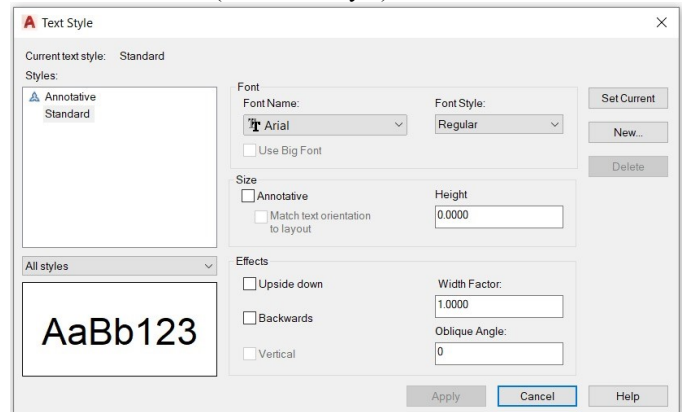 Text Style
Current text style: Standard
Styles:
Annotative
Standard
All styles
AaBb123
Font
Font Name:
Arial
Use Big Font
Font Style:
Regular
Size
Annotative
Match text orientation
to layout
Height
0.0000
Effects
Upside down
Backwards
Vertical
Width Factor:
1.0000
Oblique Angle:
0
Set Current
New...
Delete
Apply
Cancel
Help